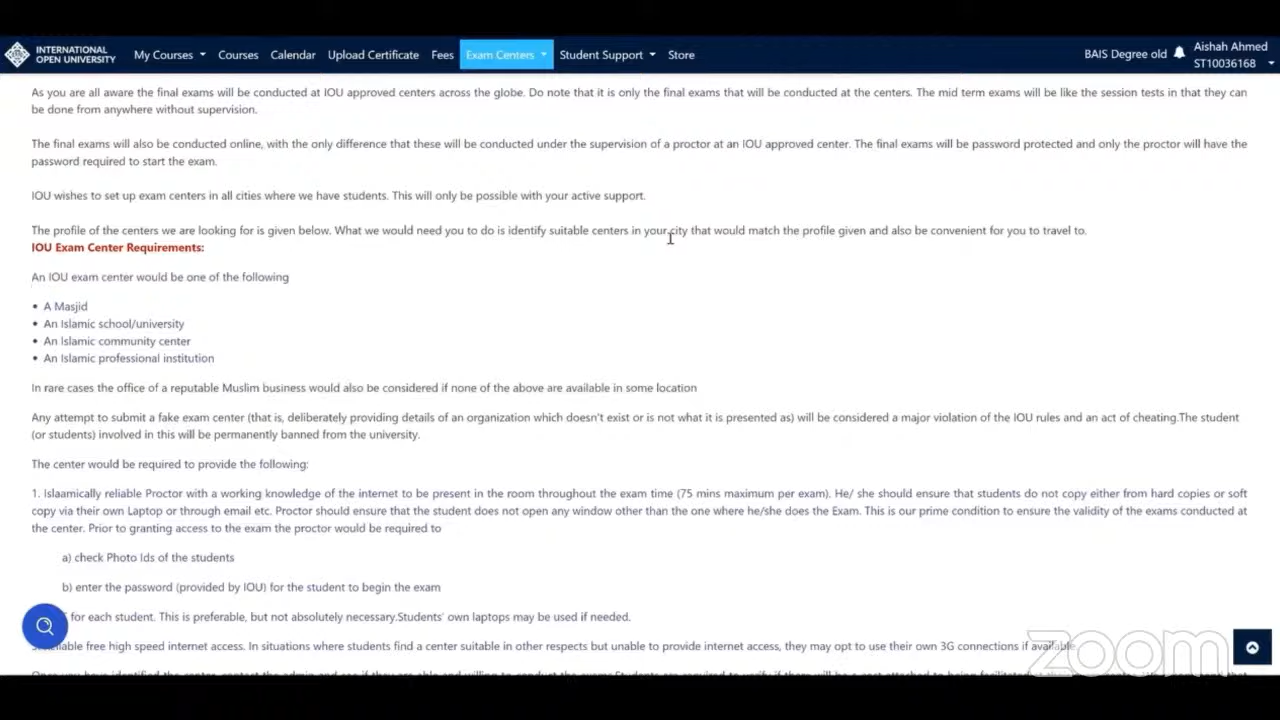 INTERNATIONAL
OPEN UNIVERSITY
My Courses Courses Calendar Upload Certificate Fees Exam Centers Student Support Store
BAIS Degree old
Aishah Ahmed
ST10036168
As you are all aware the final exams will be conducted at IOU approved centers across the globe. Do note that it is only the final exams that will be conducted at the centers. The mid term exams will be like the session tests in that they can
be done from anywhere without supervision.
The final exams will also be conducted online, with the only difference that these will be conducted under the supervision of a proctor at an IOU approved center. The final exams will be password protected and only the proctor will have the
password required to start the exam.
IOU wishes to set up exam centers in all cities where we have students. This will only be possible with your active support.
The profile of the centers we are looking for is given below. What we would need you to do is identify suitable centers in your city that would match the profile given and also be convenient for you to travel to.
IOU Exam Center Requirements:
An IOU exam center would be one of the following
• A Masjid
• An Islamic school/university
• An Islamic community center
• An Islamic professional institution
In rare cases the office of a reputable Muslim business would also be considered if none of the above are available in some location
Any attempt to submit a fake exam center (that is, deliberately providing details of an organization which doesn't exist or is not what it is presented as) will be considered a major violation of the IOU rules and an act of cheating.The student
(or students) involved in this will be permanently banned from the university.
The center would be required to provide the following:
1. Islaamically reliable Proctor with a working knowledge of the internet to be present in the room throughout the exam time (75 mins maximum per exam). He/ she should ensure that students do not copy either from hard copies or soft
copy via their own Laptop or through email etc. Proctor should ensure that the student does not open any window other than the one where he/she does the Exam. This is our prime condition to ensure the validity of the exams conducted at
the center. Prior to granting access to the exam the proctor would be required to
a) check Photo Ids of the students
b) enter the password (provided by IOU) for the student to begin the exam
for each student. This is preferable, but not absolutely necessary.Students' own laptops may be used if needed.
free high speed internet access. In situations where students find a center suitable in other respects but unable to provide internet access, they may opt to use their own 3G connections if available
zoom